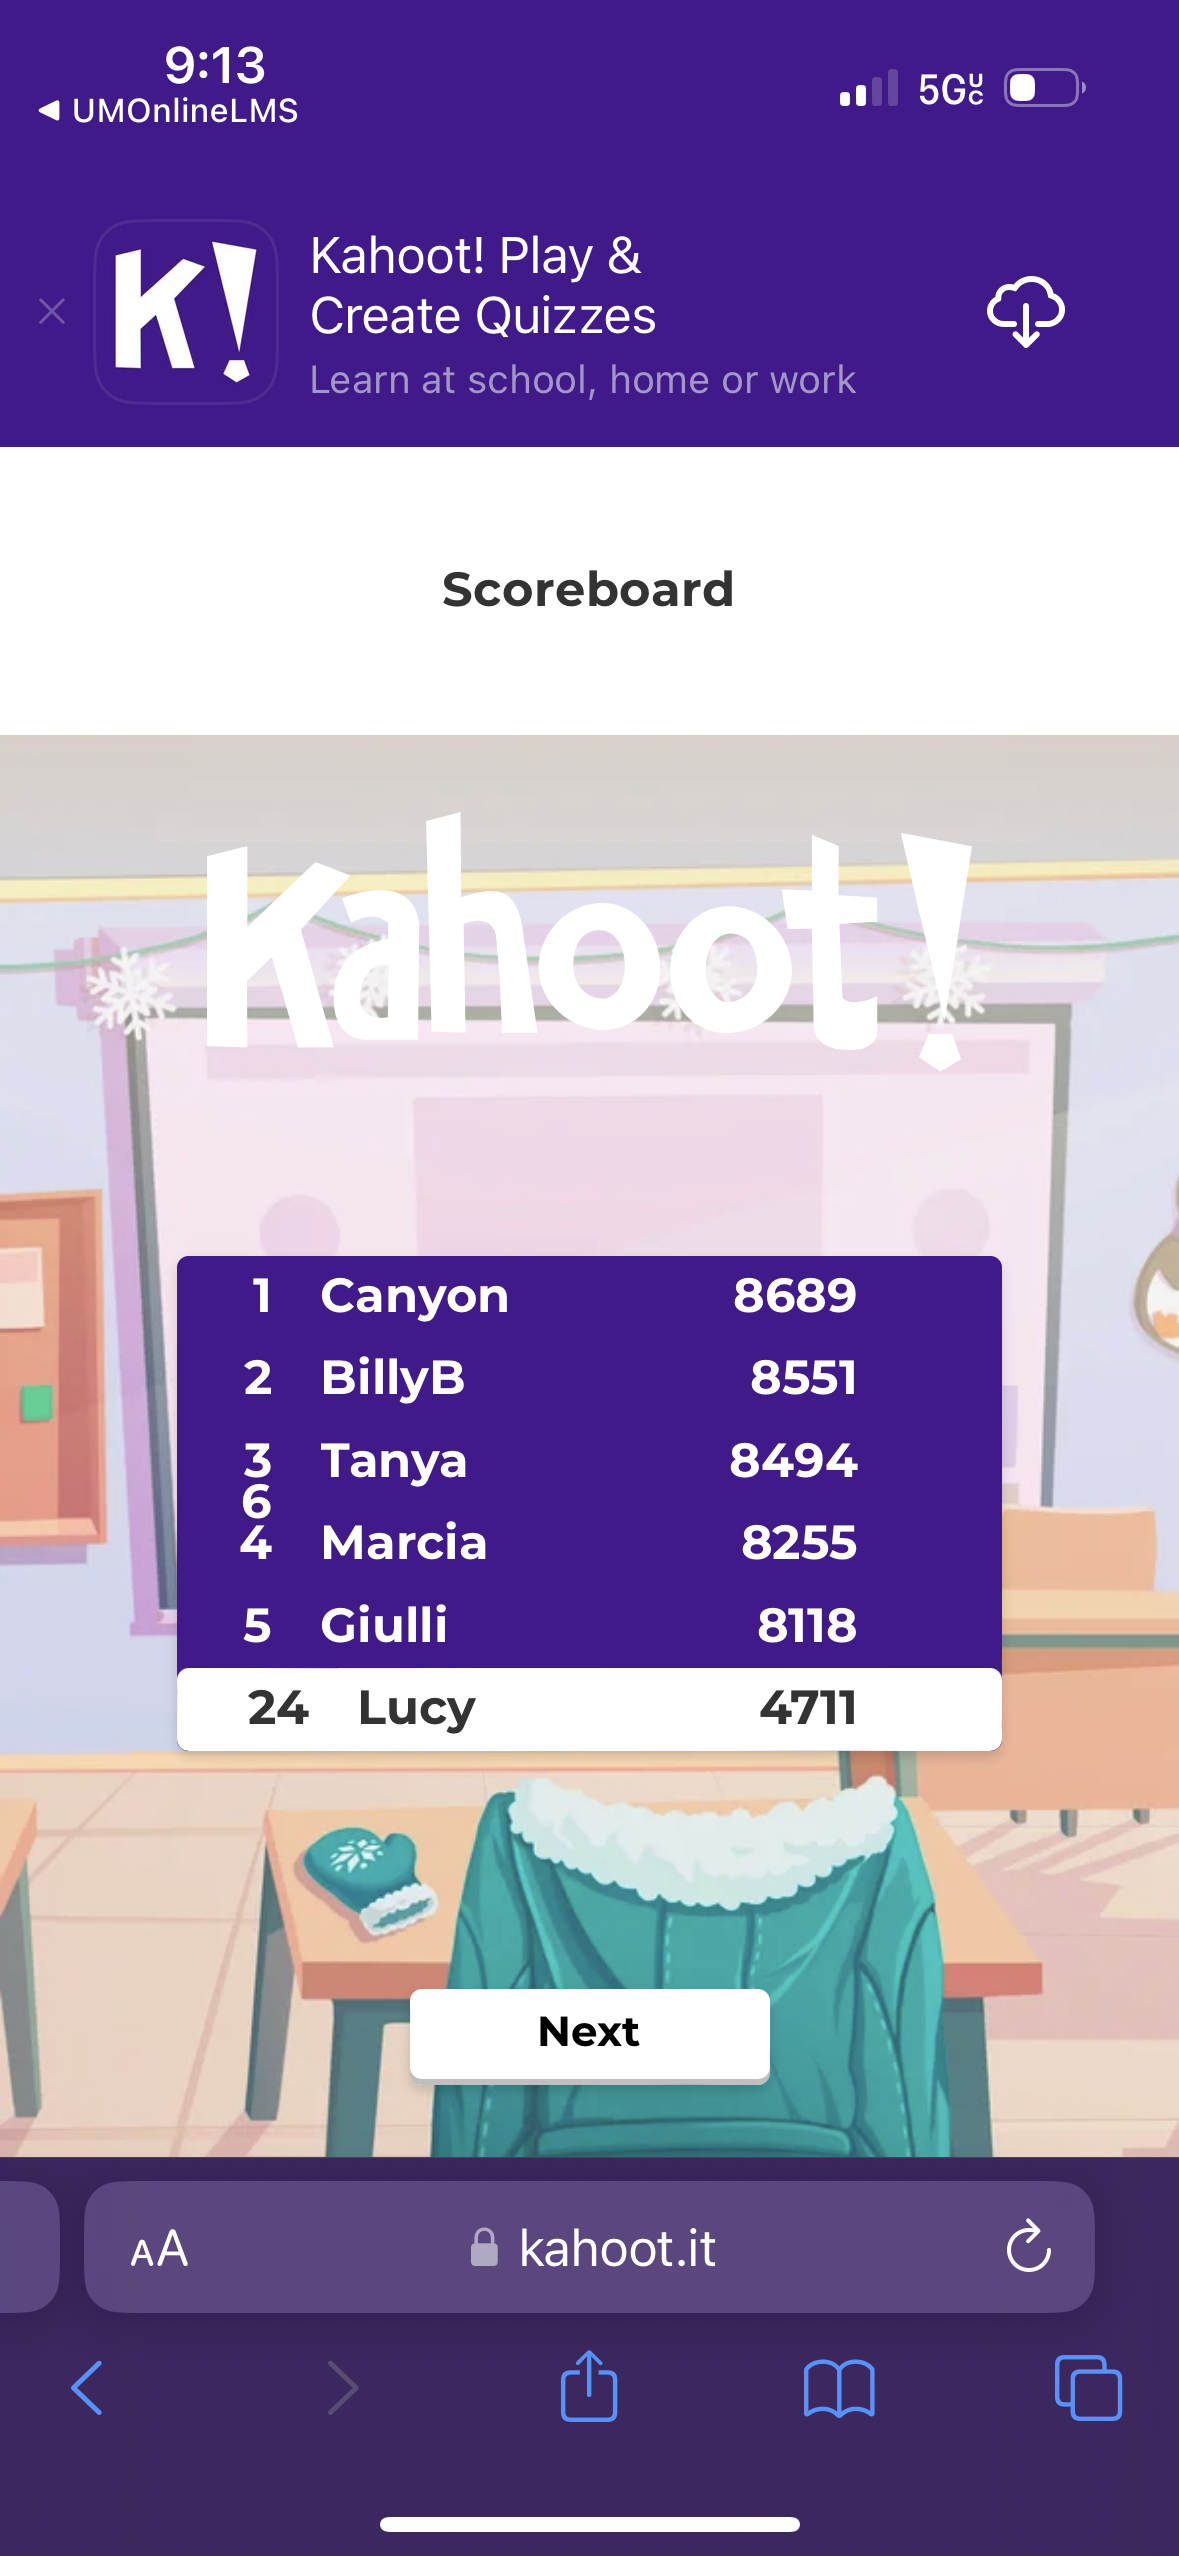 9:13
UMOnlineLMS
5G UC
K!
Kahoot! Play &
Create Quizzes
Learn at school, home or work
Scoreboard
Kahoot!
1 Canyon 8689
2 BillyB 8551
3 Tanya 8494
6
4 Marcia 8255
5 Giulli 8118
24 Lucy 4711
Next
AA kahoot.it